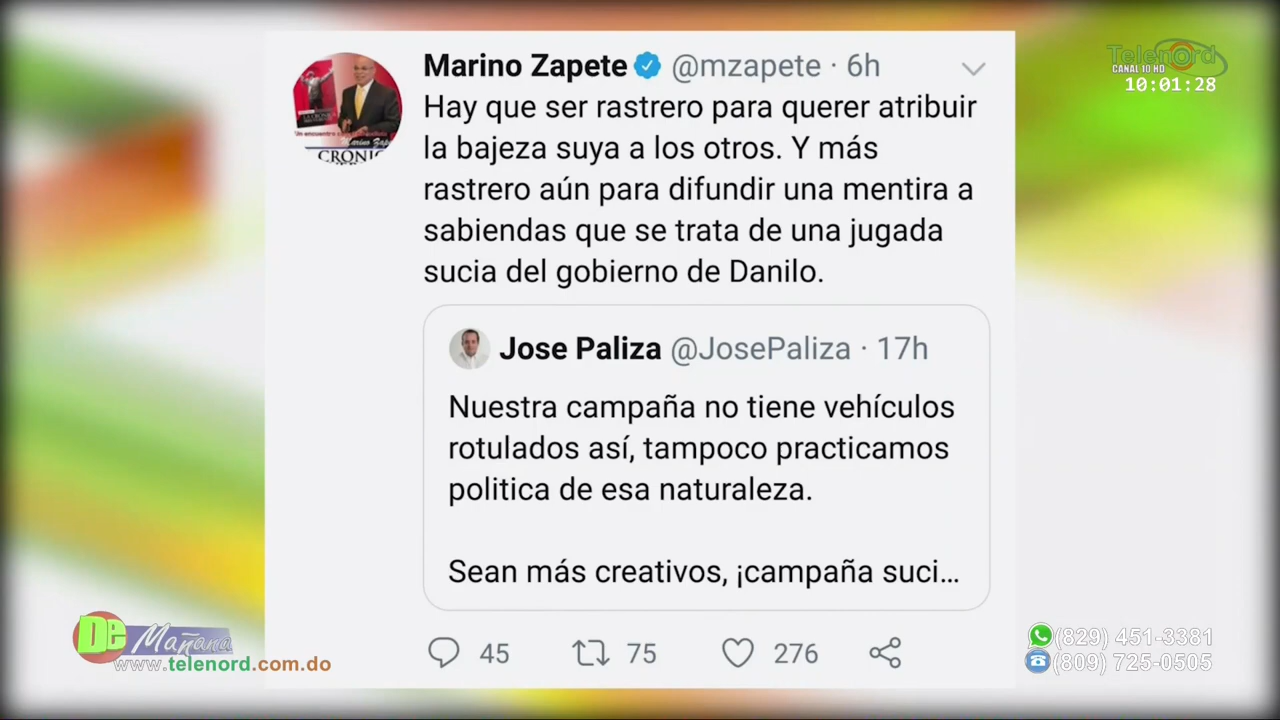 Marino Zapete @mzapete · 6h
Hay que ser rastrero para querer atribuir
la bajeza suya a los otros. Y más
rastrero aún para difundir una mentira a
sabiendas que se trata de una jugada
sucia del gobierno de Danilo.
Jose Paliza @JosePaliza · 17h
Nuestra campaña no tiene vehículos
rotulados así, tampoco practicamos
politica de esa naturaleza.
Sean más creativos, ¡campaña suci...
45 75 276
Telenord
CANAL 10 HD
10:01:28
CRONIC
De Mañana
www.telenord.com.do
(829) 451-3381
(809) 725-0505